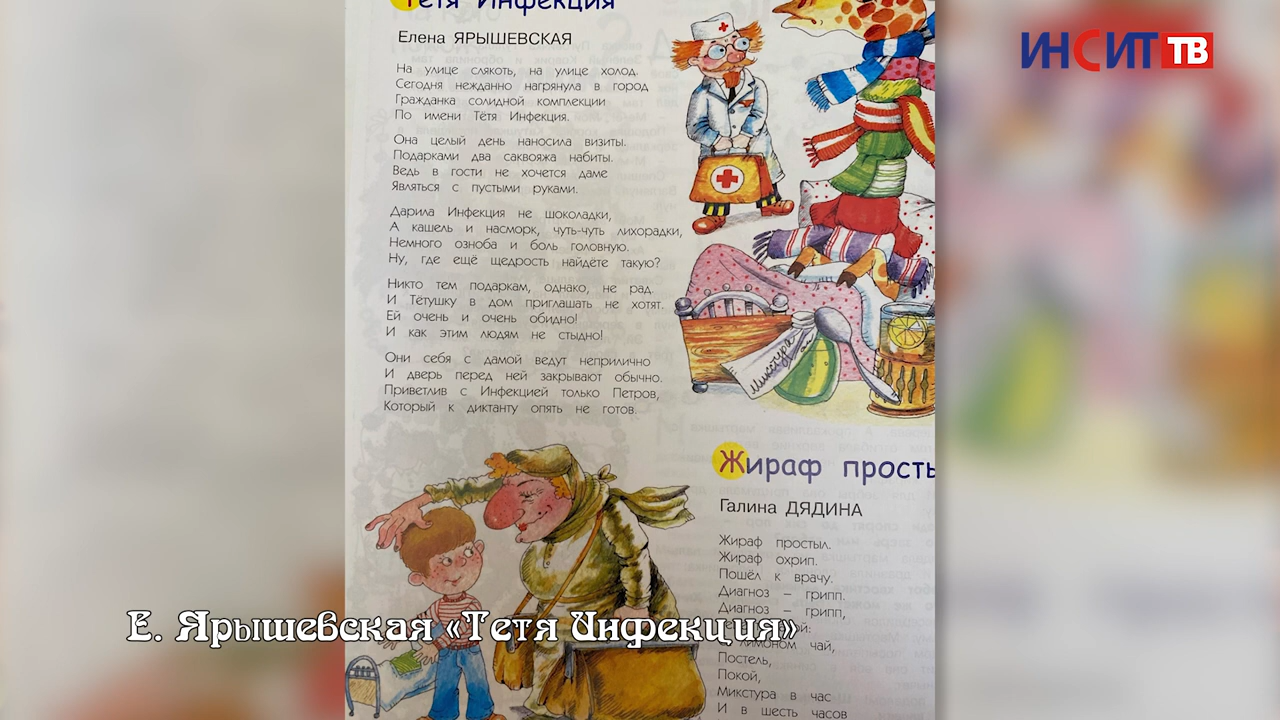 Тетя Инфекция
Елена ЯРЫШЕВСКАЯ
На улице слякоть, на улице холод.
Сегодня нежданно нагрянула в город
Гражданка солидной комплекции
По имени Тётя Инфекция.
Она целый день наносила визиты.
Подарками два саквояжа набиты.
Ведь в гости не хочется даме
Являться с пустыми руками.
Дарила Инфекция не шоколадки,
А кашель и насморк, чуть-чуть лихорадки,
Немного озноба и боль головную.
Ну, где ещё щедрость найдёте такую?
Никто тем подаркам, однако, не рад.
И Тётушку в дом приглашать не хотят.
Ей очень и очень обидно!
И как этим людям не стыдно!
Они себя с дамой ведут неприлично
И дверь перед ней закрывают обычно.
Приветлив с Инфекцией только Петров,
Который к диктанту опять не готов.
ИНСИТ ТВ
Микстура
Жираф просты
Галина ДЯДИНА
Жираф простыл.
Жираф охрип.
Пошёл к врачу.
Диагноз – грипп.
Диагноз – грипп,
лимоном чай,
Постель,
Покой,
Микстура в час
И в шесть часов
Е. Ярышевская «Тетя Инфекция»